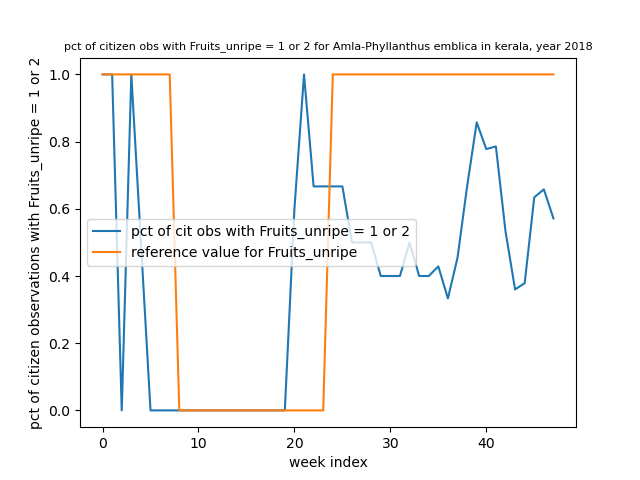 pct of citizen obs with Fruits_unripe = 1 or 2 for Amla-Phyllanthus emblica in kerala, year 2018
pct of citizen observations with Fruits_unripe = 1 or 2
1.0
0.8
0.6
0.4
0.2
0.0
pct of cit obs with Fruits_unripe = 1 or 2
reference value for Fruits_unripe
0 10 20 30 40
week index